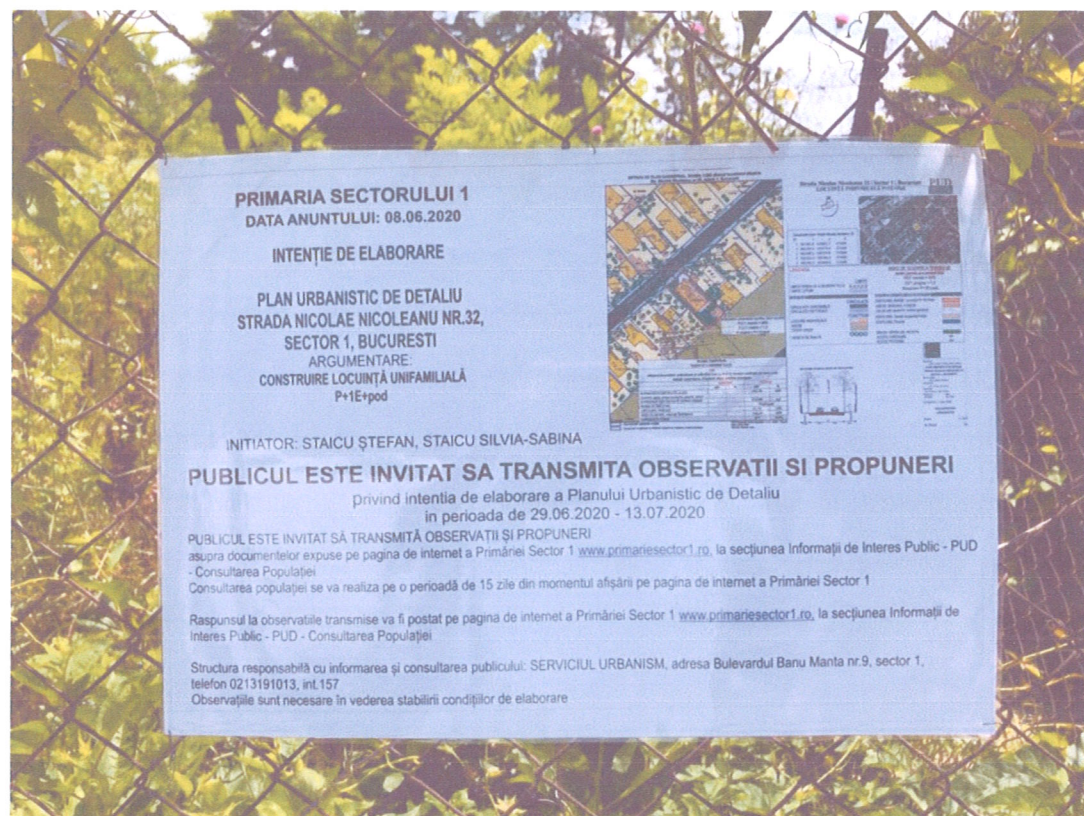 PRIMARIA SECTORULUI 1
DATA ANUNTULUI: 08.06.2020
INTENȚIE DE ELABORARE
PLAN URBANISTIC DE DETALIU
STRADA NICOLAE NICOLEANU NR.32,
SECTOR 1, BUCURESTI
ARGUMENTARE:
CONSTRUIRE LOCUINȚĂ UNIFAMILIALĂ
P+1E+pod
INITIATOR: STAICU ȘTEFAN, STAICU SILVIA-SABINA
PUBLICUL ESTE INVITAT SA TRANSMITA OBSERVATII SI PROPUNERI
privind intentia de elaborare a Planului Urbanistic de Detaliu
in perioada de 29.06.2020 - 13.07.2020
PUBLICUL ESTE INVITAT SĂ TRANSMITĂ OBSERVAȚII ȘI PROPUNERI
asupra documentelor expuse pe pagina de internet a Primăriei Sector 1 www.primariesector1.ro, la secțiunea Informații de Interes Public - PUD
- Consultarea Populației
Consultarea populației se va realiza pe o perioadă de 15 zile din momentul afișării pe pagina de internet a Primăriei Sector 1
Raspunsul la observatiile transmise va fi postat pe pagina de internet a Primăriei Sector 1 www.primariesector1.ro, la secțiunea Informații de
Interes Public - PUD - Consultarea Populației
Structura responsabilă cu informarea și consultarea publicului: SERVICIUL URBANISM, adresa Bulevardul Banu Manta nr.9, sector 1,
telefon 0213191013, int.157
Observațiile sunt necesare în vederea stabilirii condițiilor de elaborare
PUD